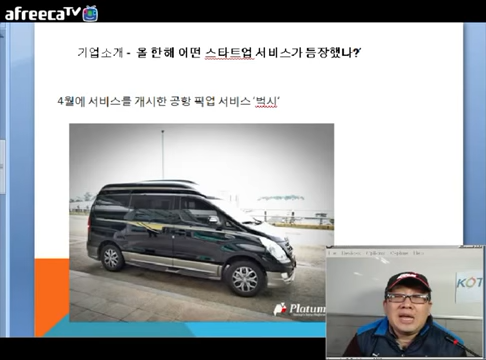 afreecaTV
기업소개 - 올 한해 어떤 스타트업 서비스가 등장했나?'
4월에 서비스를 개시한 공항 픽업 서비스 '벅시'
Platum
KOT